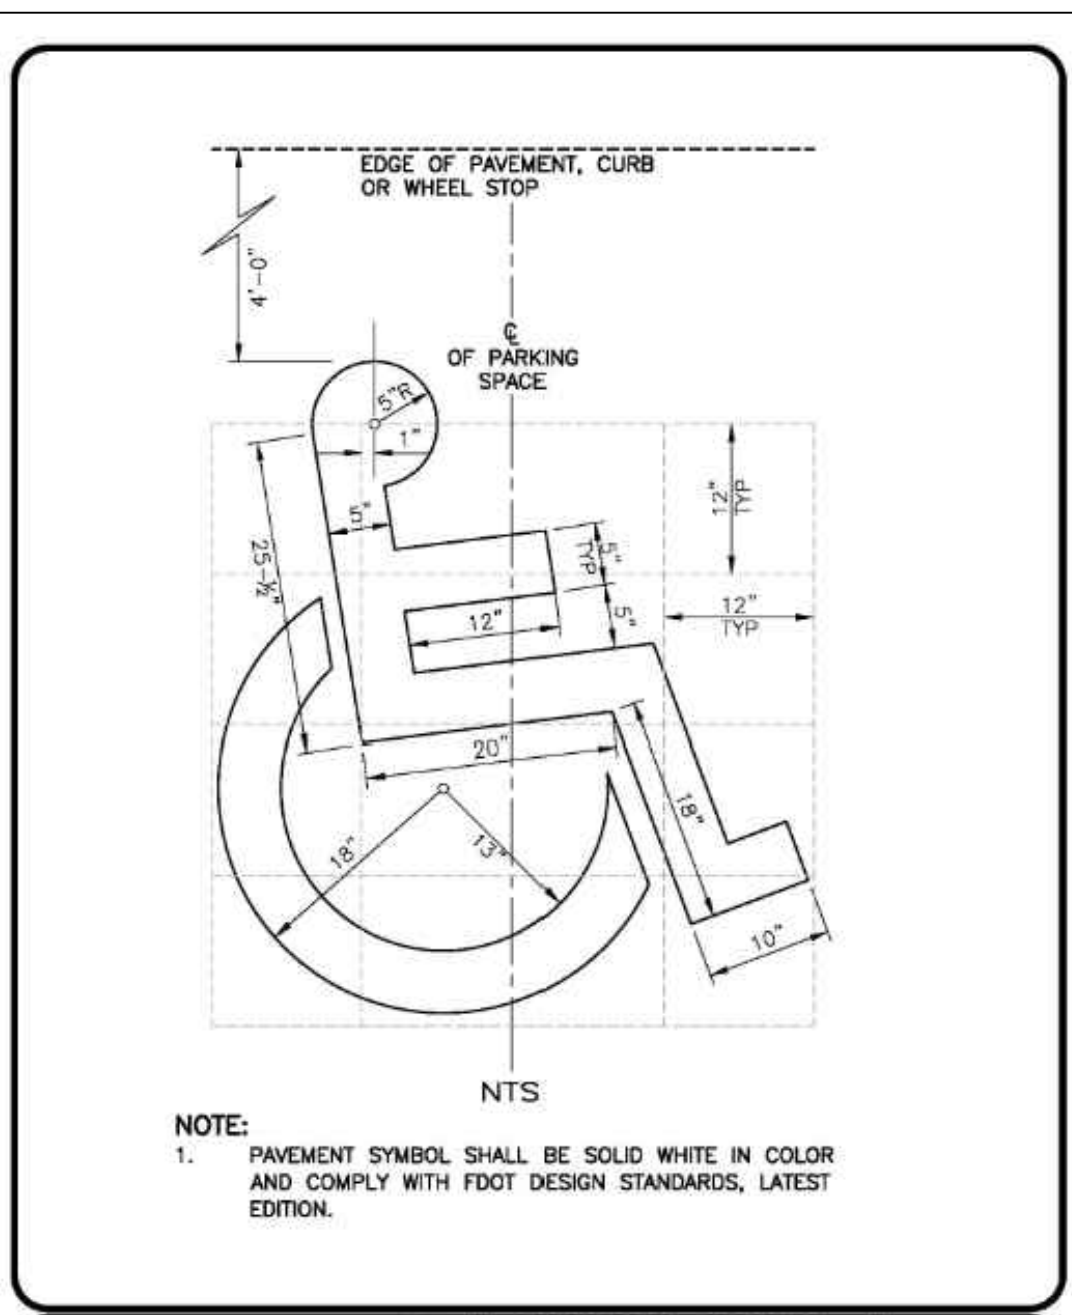 EDGE OF PAVEMENT, CURB
OR WHEEL STOP
4'-0"
℄
OF PARKING
SPACE
5"R
1"
5"
25-½"
5"
TYP
5"
12"
12"
TYP
12"
TYP
20"
18"
13"
18"
10"
NTS
NOTE:
1. PAVEMENT SYMBOL SHALL BE SOLID WHITE IN COLOR
AND COMPLY WITH FDOT DESIGN STANDARDS, LATEST
EDITION.